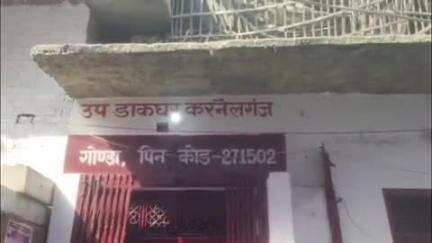 उप डाकघर करनैलगंज
गोण्डा, पिन कोड-271502